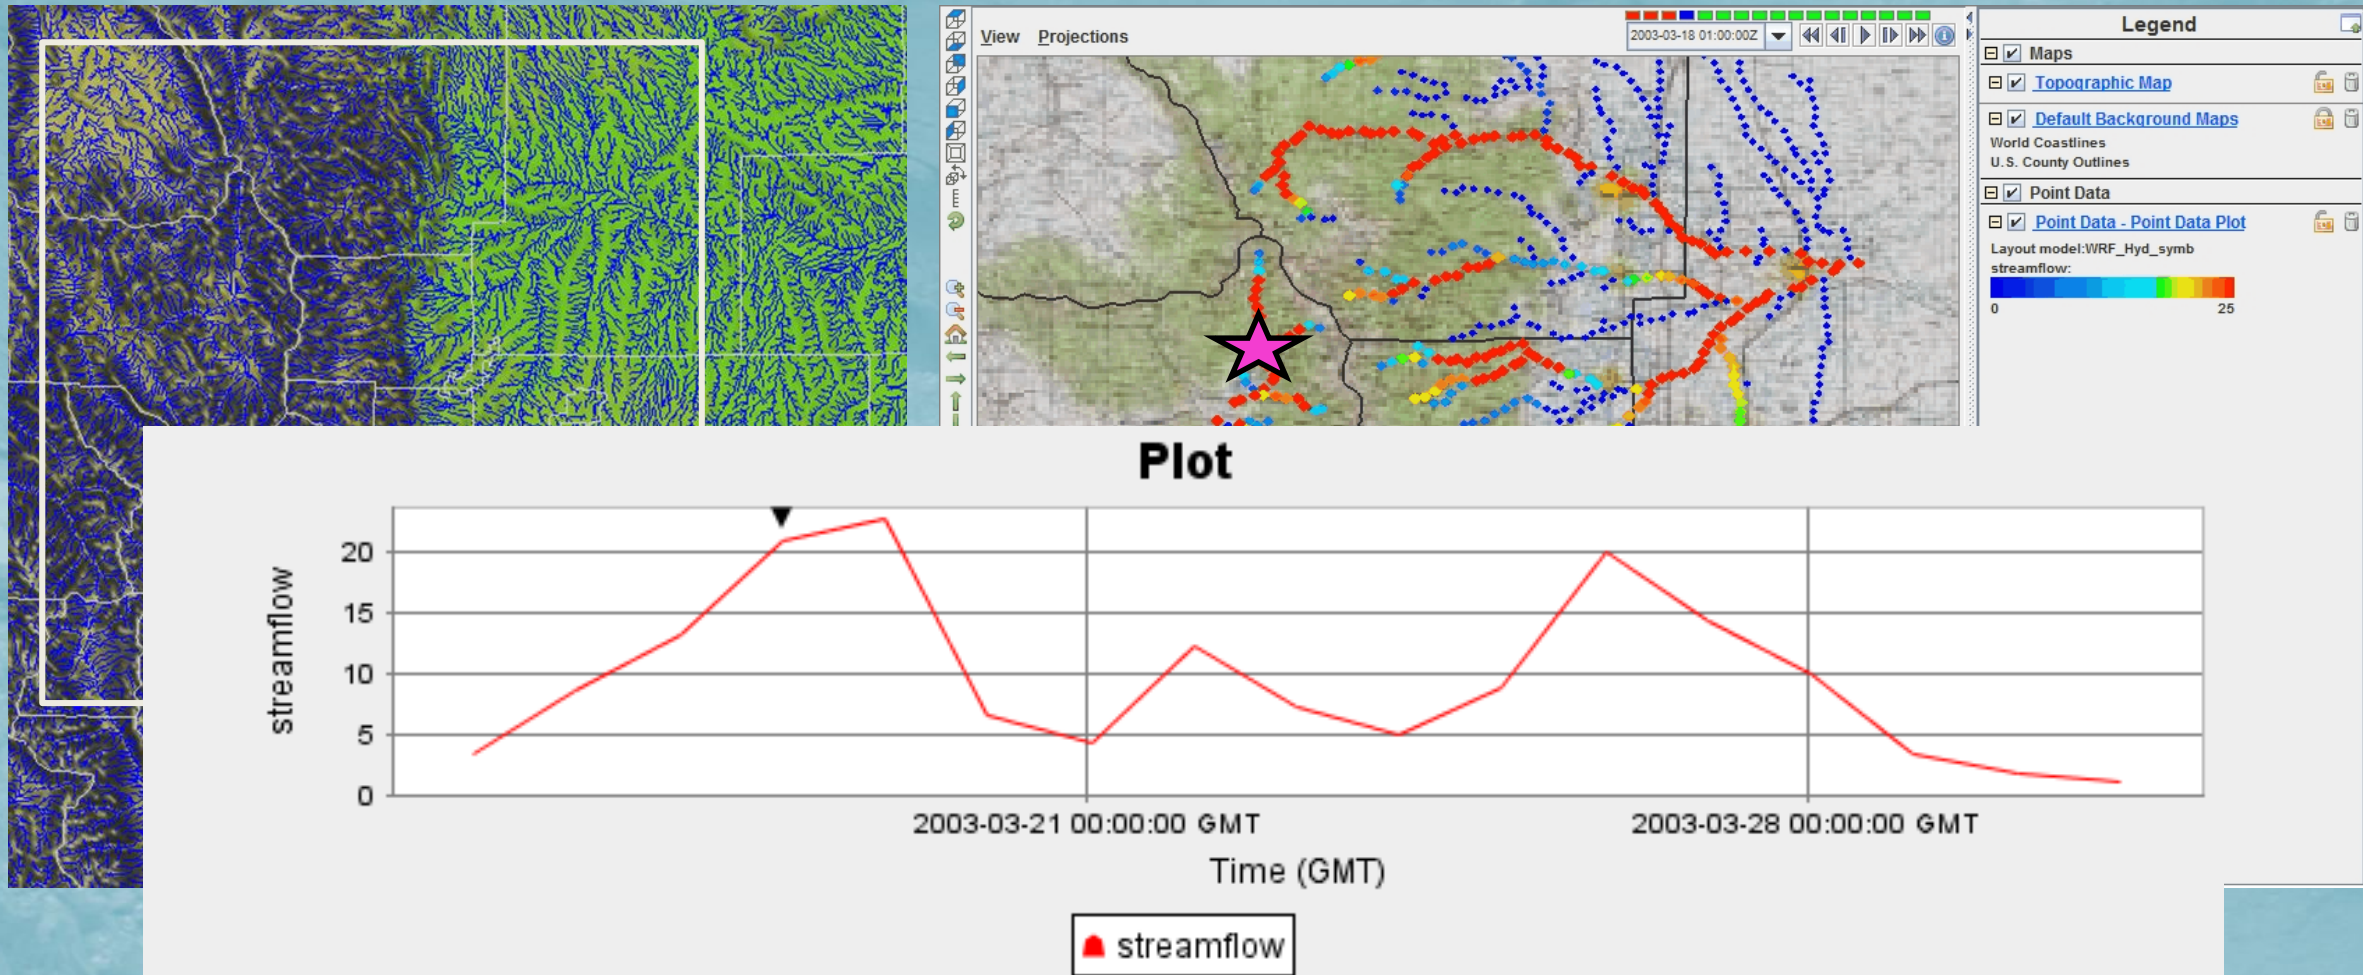 View Projections
2003-03-18 01:00:00Z
Legend
Maps
Topographic Map
Default Background Maps
World Coastlines
U.S. County Outlines
Point Data
Point Data - Point Data Plot
Layout model:WRF_Hyd_symb
streamflow:
0 25
Plot
streamflow
20
15
10
5
0
2003-03-21 00:00:00 GMT 2003-03-28 00:00:00 GMT
Time (GMT)
streamflow